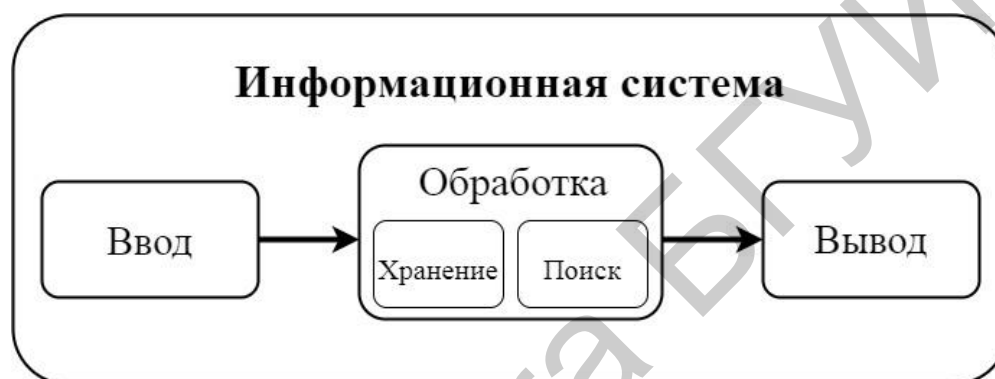 Информационная система
Ввод
Обработка
Хранение
Поиск
Вывод